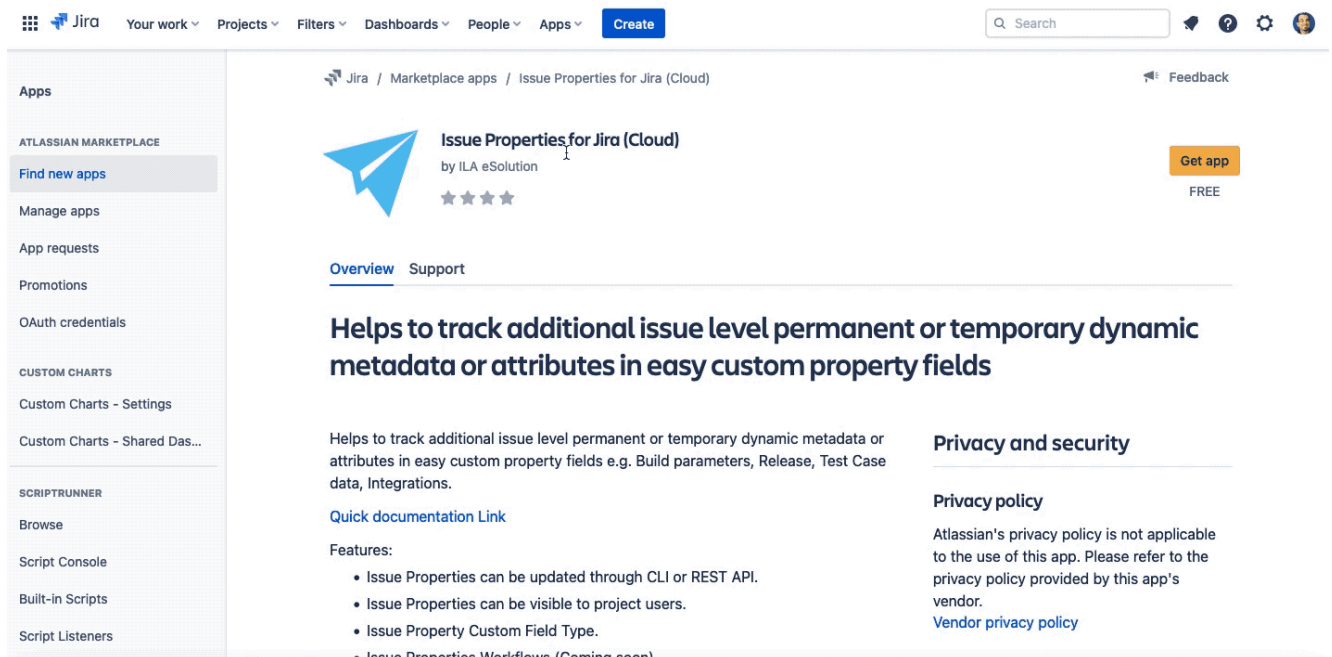 Jira
Your work
Projects
Filters
Dashboards
People
Apps
Create
Search
Apps
ATLASSIAN MARKETPLACE
Find new apps
Manage apps
App requests
Promotions
OAuth credentials
CUSTOM CHARTS
Custom Charts - Settings
Custom Charts - Shared Das...
SCRIPTRUNNER
Browse
Script Console
Built-in Scripts
Script Listeners
Jira / Marketplace apps / Issue Properties for Jira (Cloud)
Feedback
Issue Properties for Jira (Cloud)
by ILA eSolution
Get app
FREE
Overview
Support
Helps to track additional issue level permanent or temporary dynamic
metadata or attributes in easy custom property fields
Helps to track additional issue level permanent or temporary dynamic metadata or
attributes in easy custom property fields e.g. Build parameters, Release, Test Case
data, Integrations.
Quick documentation Link
Features:
• Issue Properties can be updated through CLI or REST API.
• Issue Properties can be visible to project users.
• Issue Property Custom Field Type.
• Issue Properties Workflows (Coming soon)
Privacy and security
Privacy policy
Atlassian's privacy policy is not applicable
to the use of this app. Please refer to the
privacy policy provided by this app's
vendor.
Vendor privacy policy